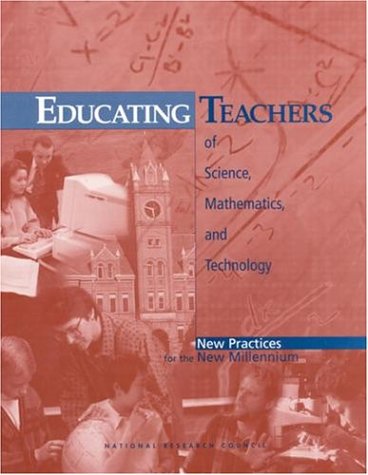 EDUCATING TEACHERS
of
Science,
Mathematics,
and
Technology
New Practices
for the New Millennium
NATIONAL RESEARCH COUNCIL